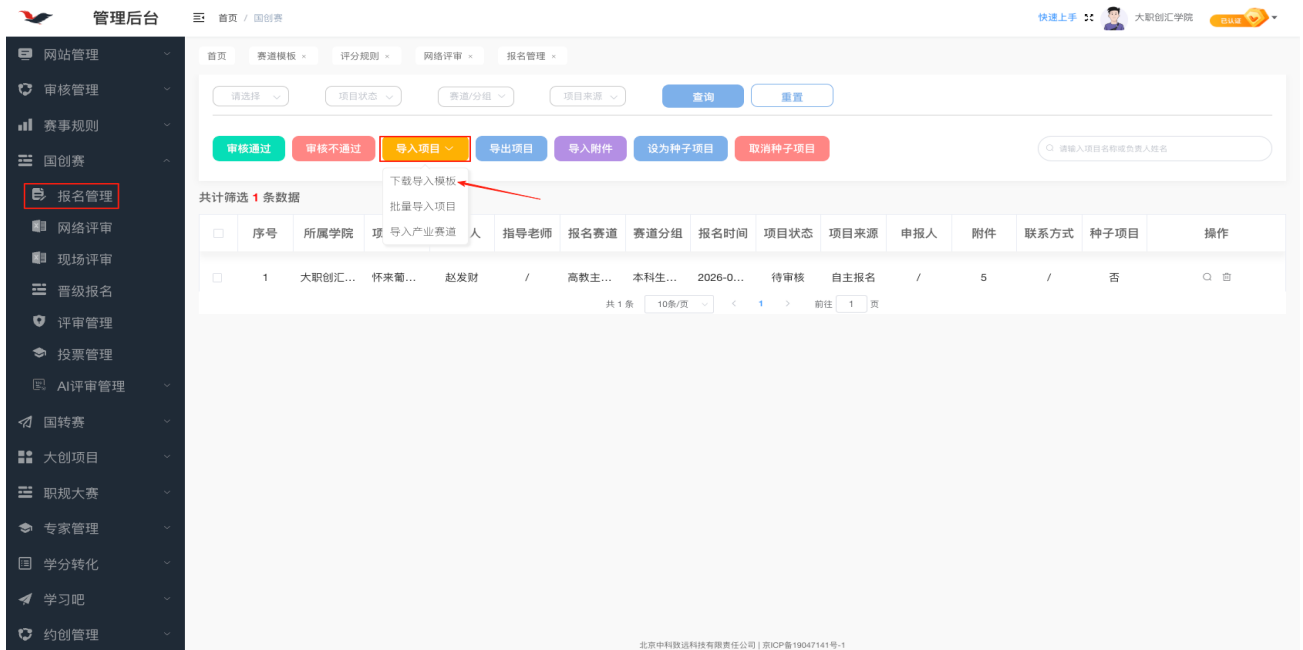 管理后台
首页 / 国创赛
快速上手
大职创汇学院
已认证
网站管理
审核管理
赛事规则
国创赛
报名管理
网络评审
现场评审
晋级报名
评审管理
投票管理
AI评审管理
国转赛
大创项目
职规大赛
专家管理
学分转化
学习吧
约创管理
首页 赛道模板 × 评分规则 × 网络评审 × 报名管理 ×
请选择 项目状态 赛道/分组 项目来源 查询 重置
审核通过 审核不通过 导入项目 导出项目 导入附件 设为种子项目 取消种子项目 请输入项目名称或负责人姓名
下载导入模板
批量导入项目
导入产业赛道
共计筛选 1 条数据
序号 所属学院 项 人 指导老师 报名赛道 赛道分组 报名时间 项目状态 项目来源 申报人 附件 联系方式 种子项目 操作
1 大职创汇... 怀来葡... 赵发财 / 高教主... 本科生... 2026-0... 待审核 自主报名 / 5 / 否
共 1 条 10条/页 < 1 > 前往 1 页
北京中科致远科技有限责任公司 | 京ICP备19047141号-1